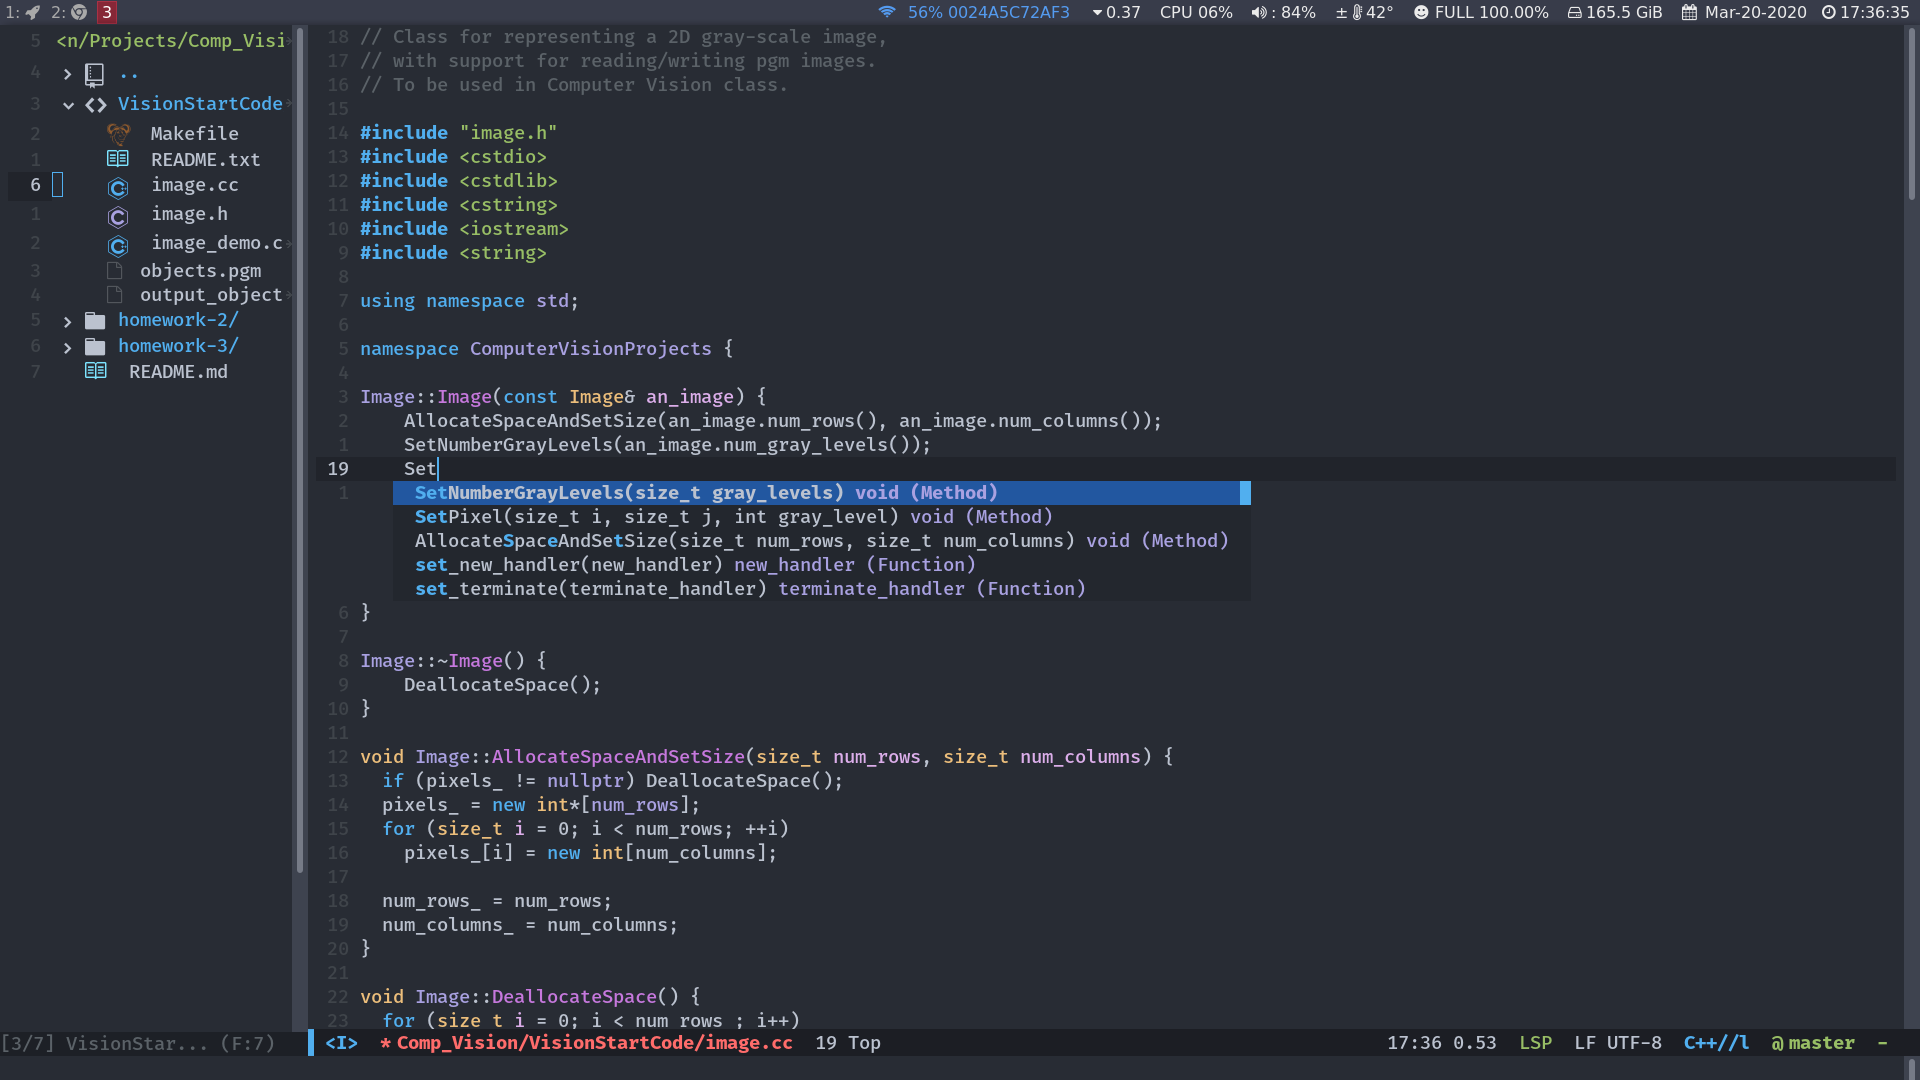 1: 2: 3 56% 0024A5C72AF3 0.37 CPU 06% : 84% ± 42° FULL 100.00% 165.5 GiB Mar-20-2020 17:36:35
5 <n/Projects/Comp_Visi
4 ..
3 VisionStartCode
2 Makefile
1 README.txt
6 image.cc
1 image.h
2 image_demo.c
3 objects.pgm
4 output_object
5 homework-2/
6 homework-3/
7 README.md
[3/7] VisionStar... (F:7)
18 // Class for representing a 2D gray-scale image,
17 // with support for reading/writing pgm images.
16 // To be used in Computer Vision class.
15
14 #include "image.h"
13 #include <cstdio>
12 #include <cstdlib>
11 #include <cstring>
10 #include <iostream>
9 #include <string>
8
7 using namespace std;
6
5 namespace ComputerVisionProjects {
4
3 Image::Image(const Image& an_image) {
2 AllocateSpaceAndSetSize(an_image.num_rows(), an_image.num_columns());
1 SetNumberGrayLevels(an_image.num_gray_levels());
19 Set
1 SetNumberGrayLevels(size_t gray_levels) void (Method)
SetPixel(size_t i, size_t j, int gray_level) void (Method)
AllocateSpaceAndSetSize(size_t num_rows, size_t num_columns) void (Method)
set_new_handler(new_handler) new_handler (Function)
set_terminate(terminate_handler) terminate_handler (Function)
6 }
7
8 Image::~Image() {
9 DeallocateSpace();
10 }
11
12 void Image::AllocateSpaceAndSetSize(size_t num_rows, size_t num_columns) {
13 if (pixels_ != nullptr) DeallocateSpace();
14 pixels_ = new int*[num_rows];
15 for (size_t i = 0; i < num_rows; ++i)
16 pixels_[i] = new int[num_columns];
17
18 num_rows_ = num_rows;
19 num_columns_ = num_columns;
20 }
21
22 void Image::DeallocateSpace() {
23 for (size_t i = 0; i < num_rows_; i++)
<I> * Comp_Vision/VisionStartCode/image.cc 19 Top 17:36 0.53 LSP LF UTF-8 C++//l @ master -